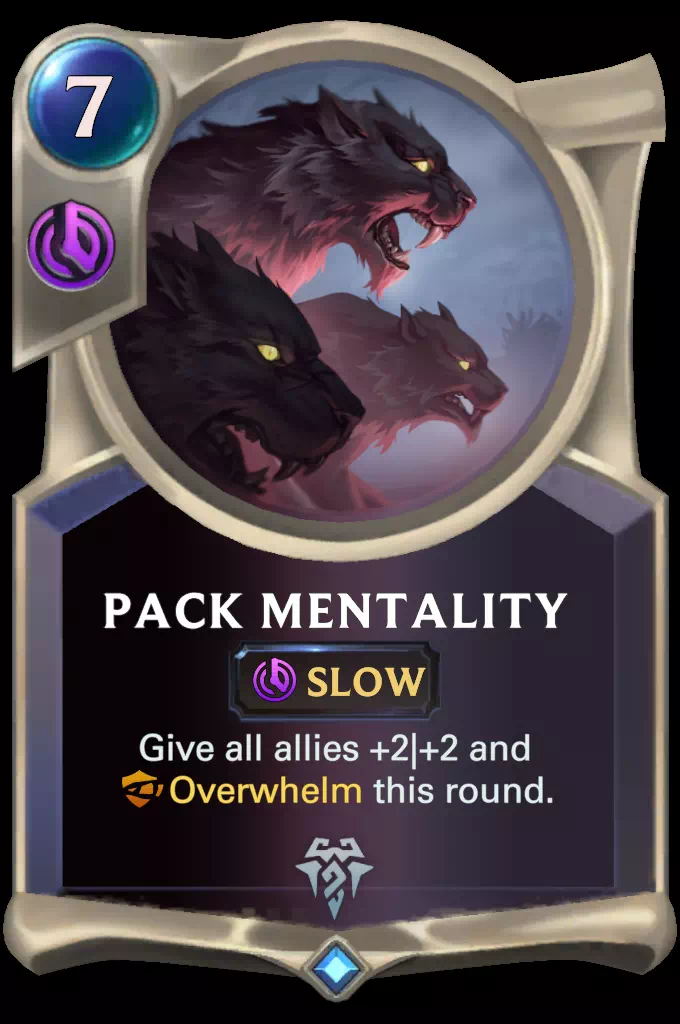 7
PACK MENTALITY
SLOW
Give all allies +2|+2 and
Overwhelm this round.